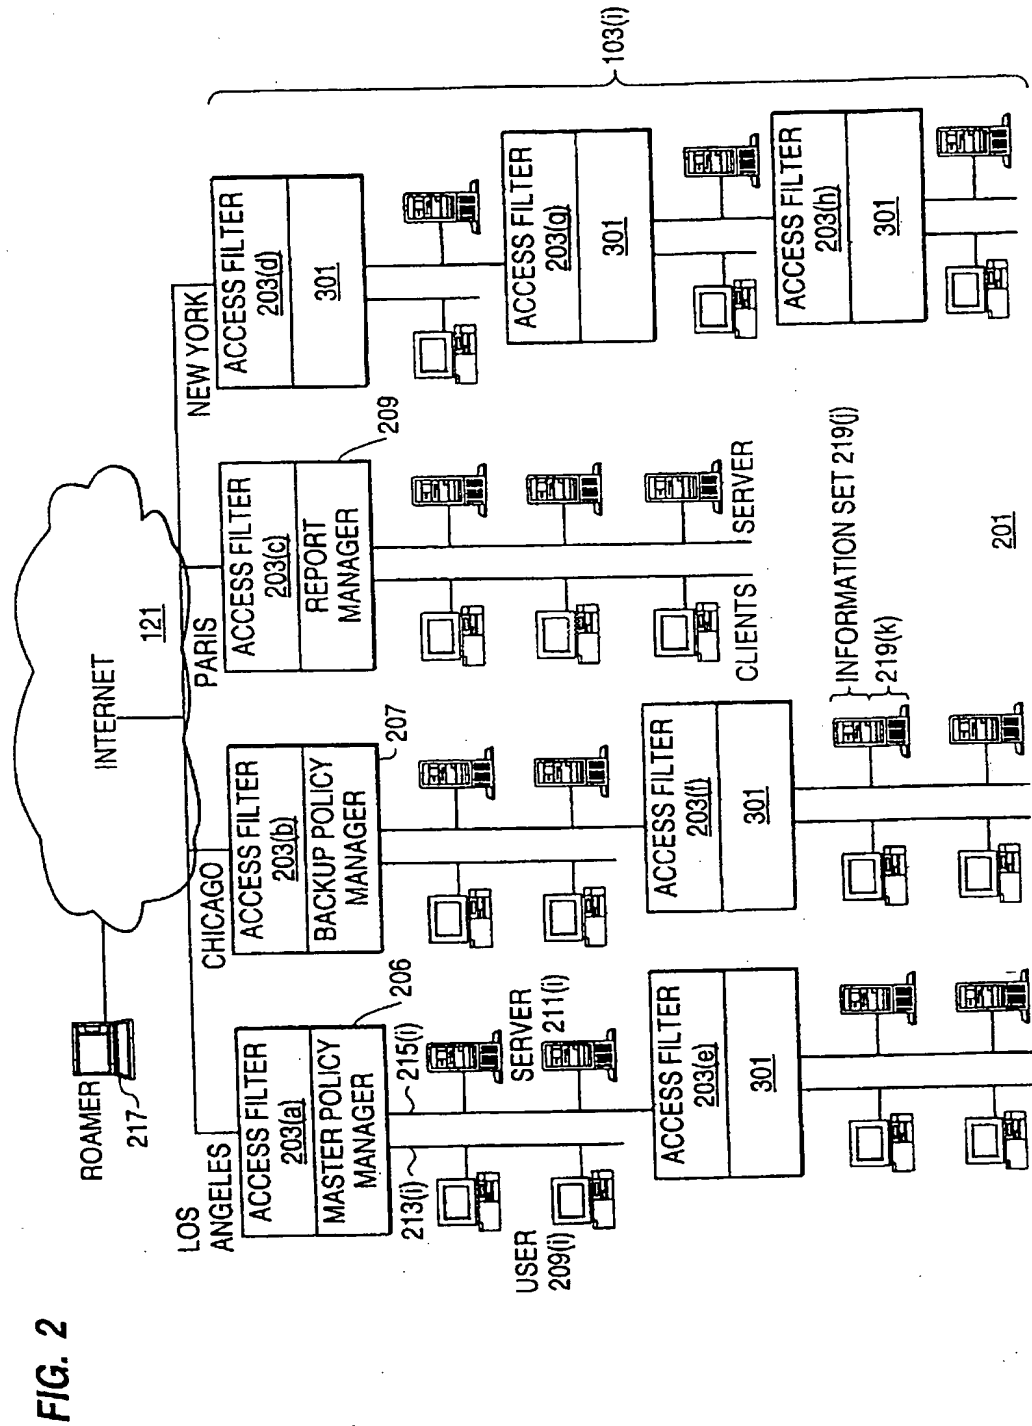 FIG. 2
ROAMER
217
INTERNET
121
LOS
ANGELES
CHICAGO
PARIS
NEW YORK
ACCESS FILTER
203(a)
MASTER POLICY
MANAGER
206
ACCESS FILTER
203(b)
BACKUP POLICY
MANAGER
207
ACCESS FILTER
203(c)
REPORT
MANAGER
209
ACCESS FILTER
203(d)
301
213(i)
215(i)
USER
209(i)
SERVER
211(i)
ACCESS FILTER
203(e)
301
ACCESS FILTER
203(f)
301
CLIENTS
SERVER
ACCESS FILTER
203(g)
301
ACCESS FILTER
203(h)
301
INFORMATION SET 219(j)
219(k)
201
103(i)